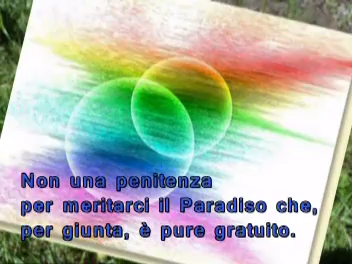 Non una penitenza
per meritarci il Paradiso che,
per giunta, è pure gratuito.